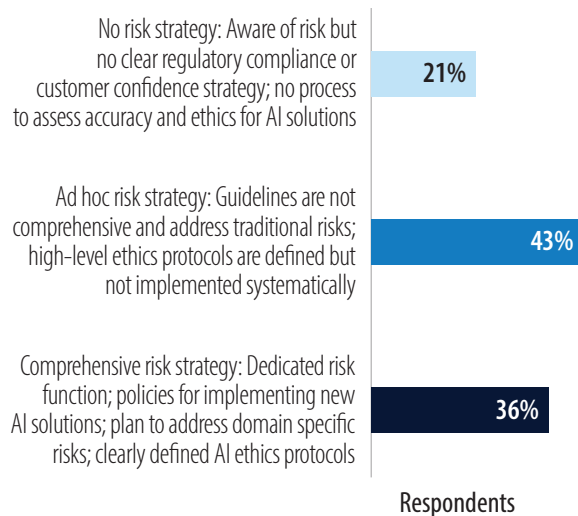 No risk strategy: Aware of risk but
no clear regulatory compliance or
customer confidence strategy; no process
to assess accuracy and ethics for AI solutions
21%
Ad hoc risk strategy: Guidelines are not
comprehensive and address traditional risks;
high-level ethics protocols are defined but
not implemented systematically
43%
Comprehensive risk strategy: Dedicated risk
function; policies for implementing new
AI solutions; plan to address domain specific
risks; clearly defined AI ethics protocols
36%
Respondents